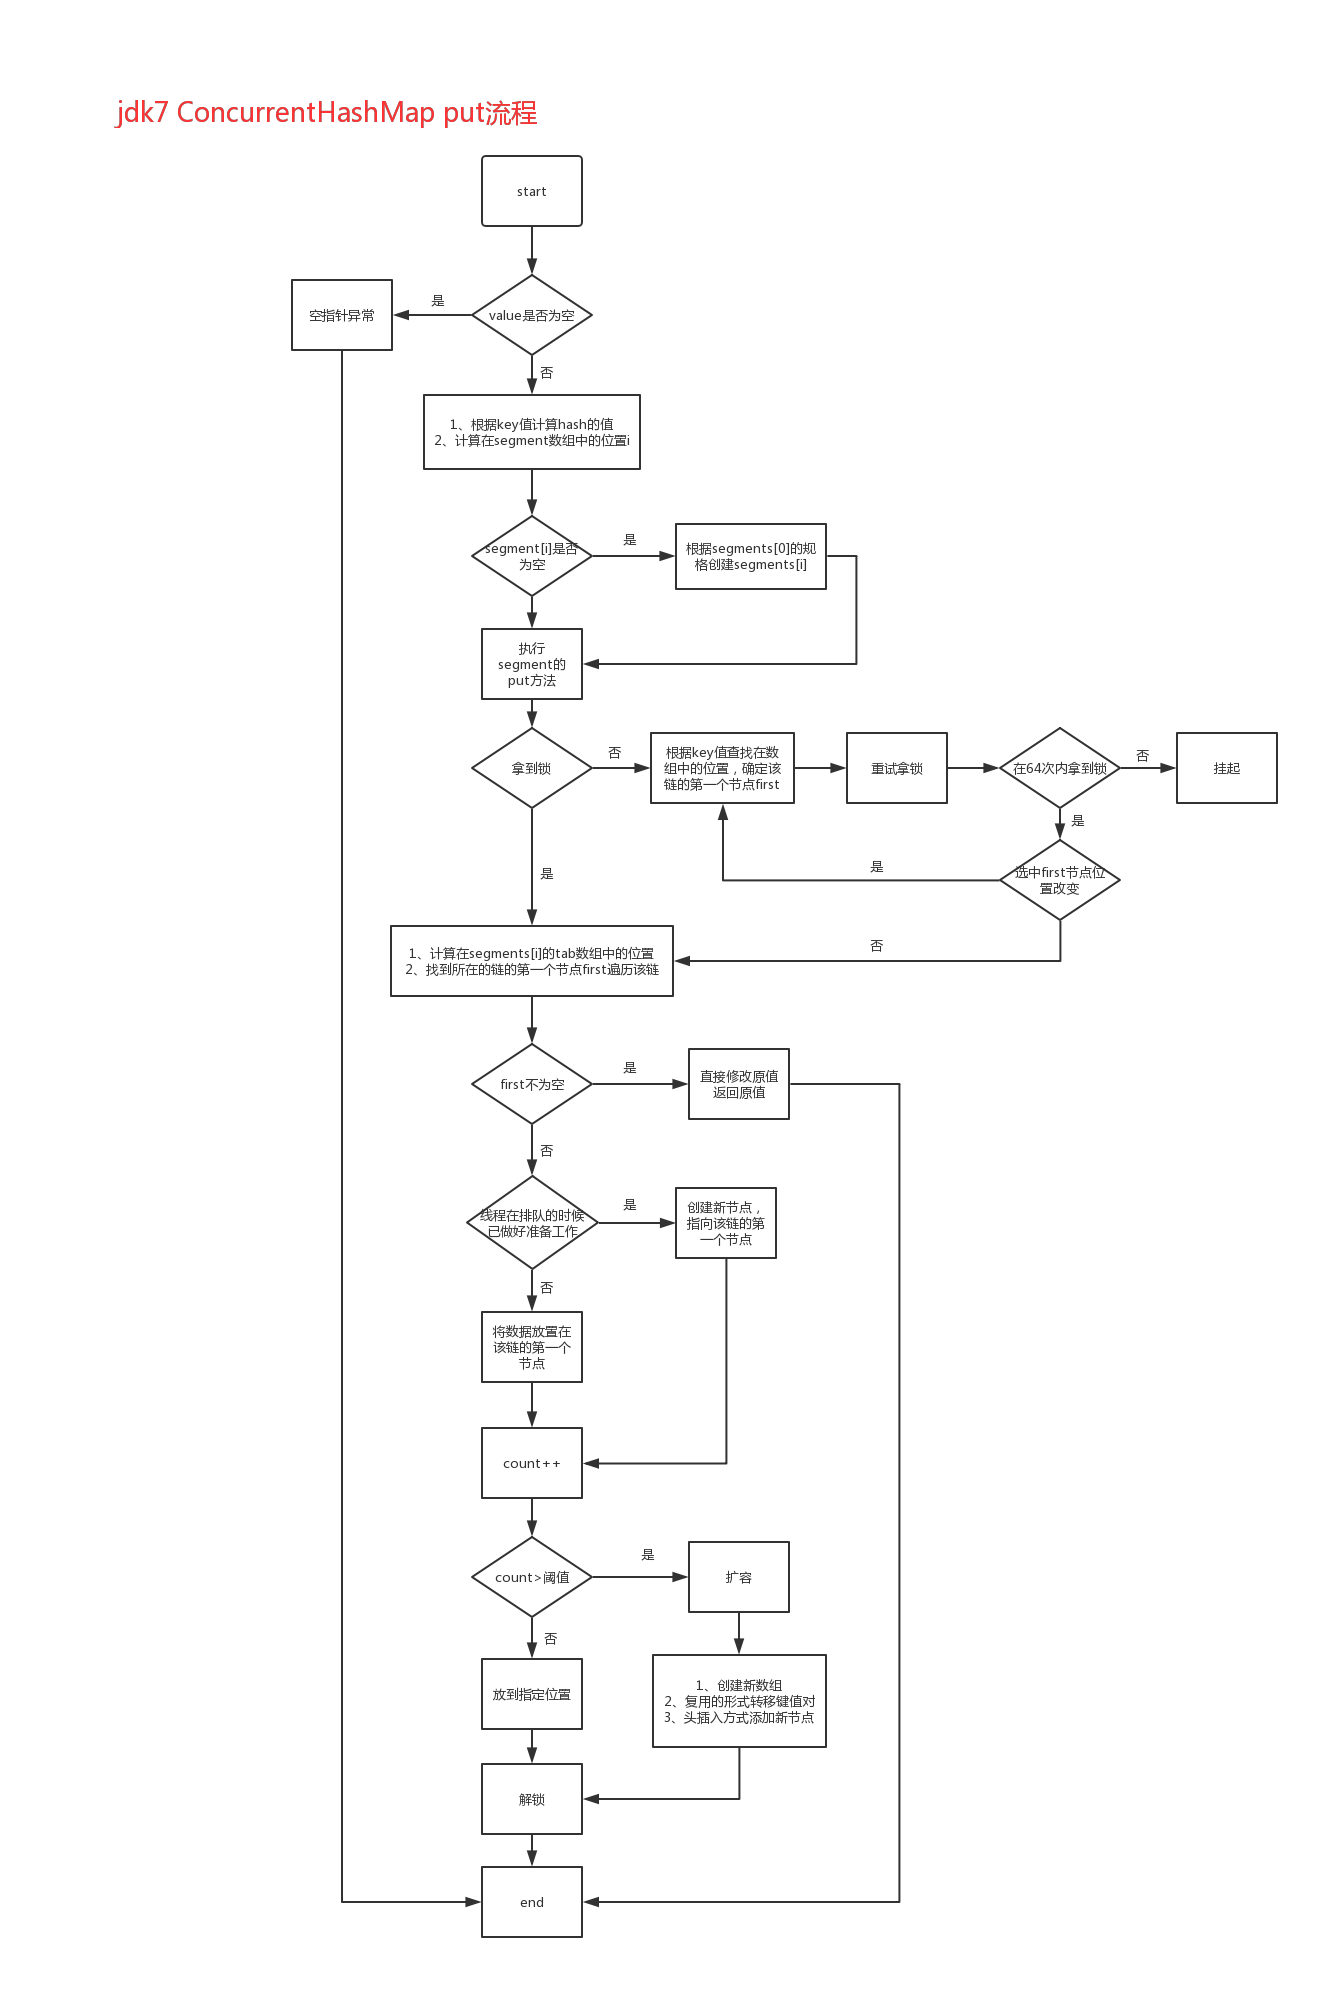 jdk7 ConcurrentHashMap put流程
start
value是否为空
是
空指针异常
否
1、根据key值计算hash的值
2、计算在segment数组中的位置i
segment[i]是否
为空
是
根据segments[0]的规
格创建segments[i]
执行
segment的
put方法
拿到锁
否
根据key值查找在数
组中的位置，确定该
链的第一个节点first
重试拿锁
在64次内拿到锁
否
挂起
是
选中first节点位
置改变
是
否
是
1、计算在segments[i]的tab数组中的位置
2、找到所在的链的第一个节点first遍历该链
first不为空
是
直接修改原值
返回原值
否
线程在排队的时候
已做好准备工作
是
创建新节点，
指向该链的第
一个节点
否
将数据放置在
该链的第一个
节点
count++
count>阈值
是
扩容
否
放到指定位置
1、创建新数组
2、复用的形式转移键值对
3、头插入方式添加新节点
解锁
end